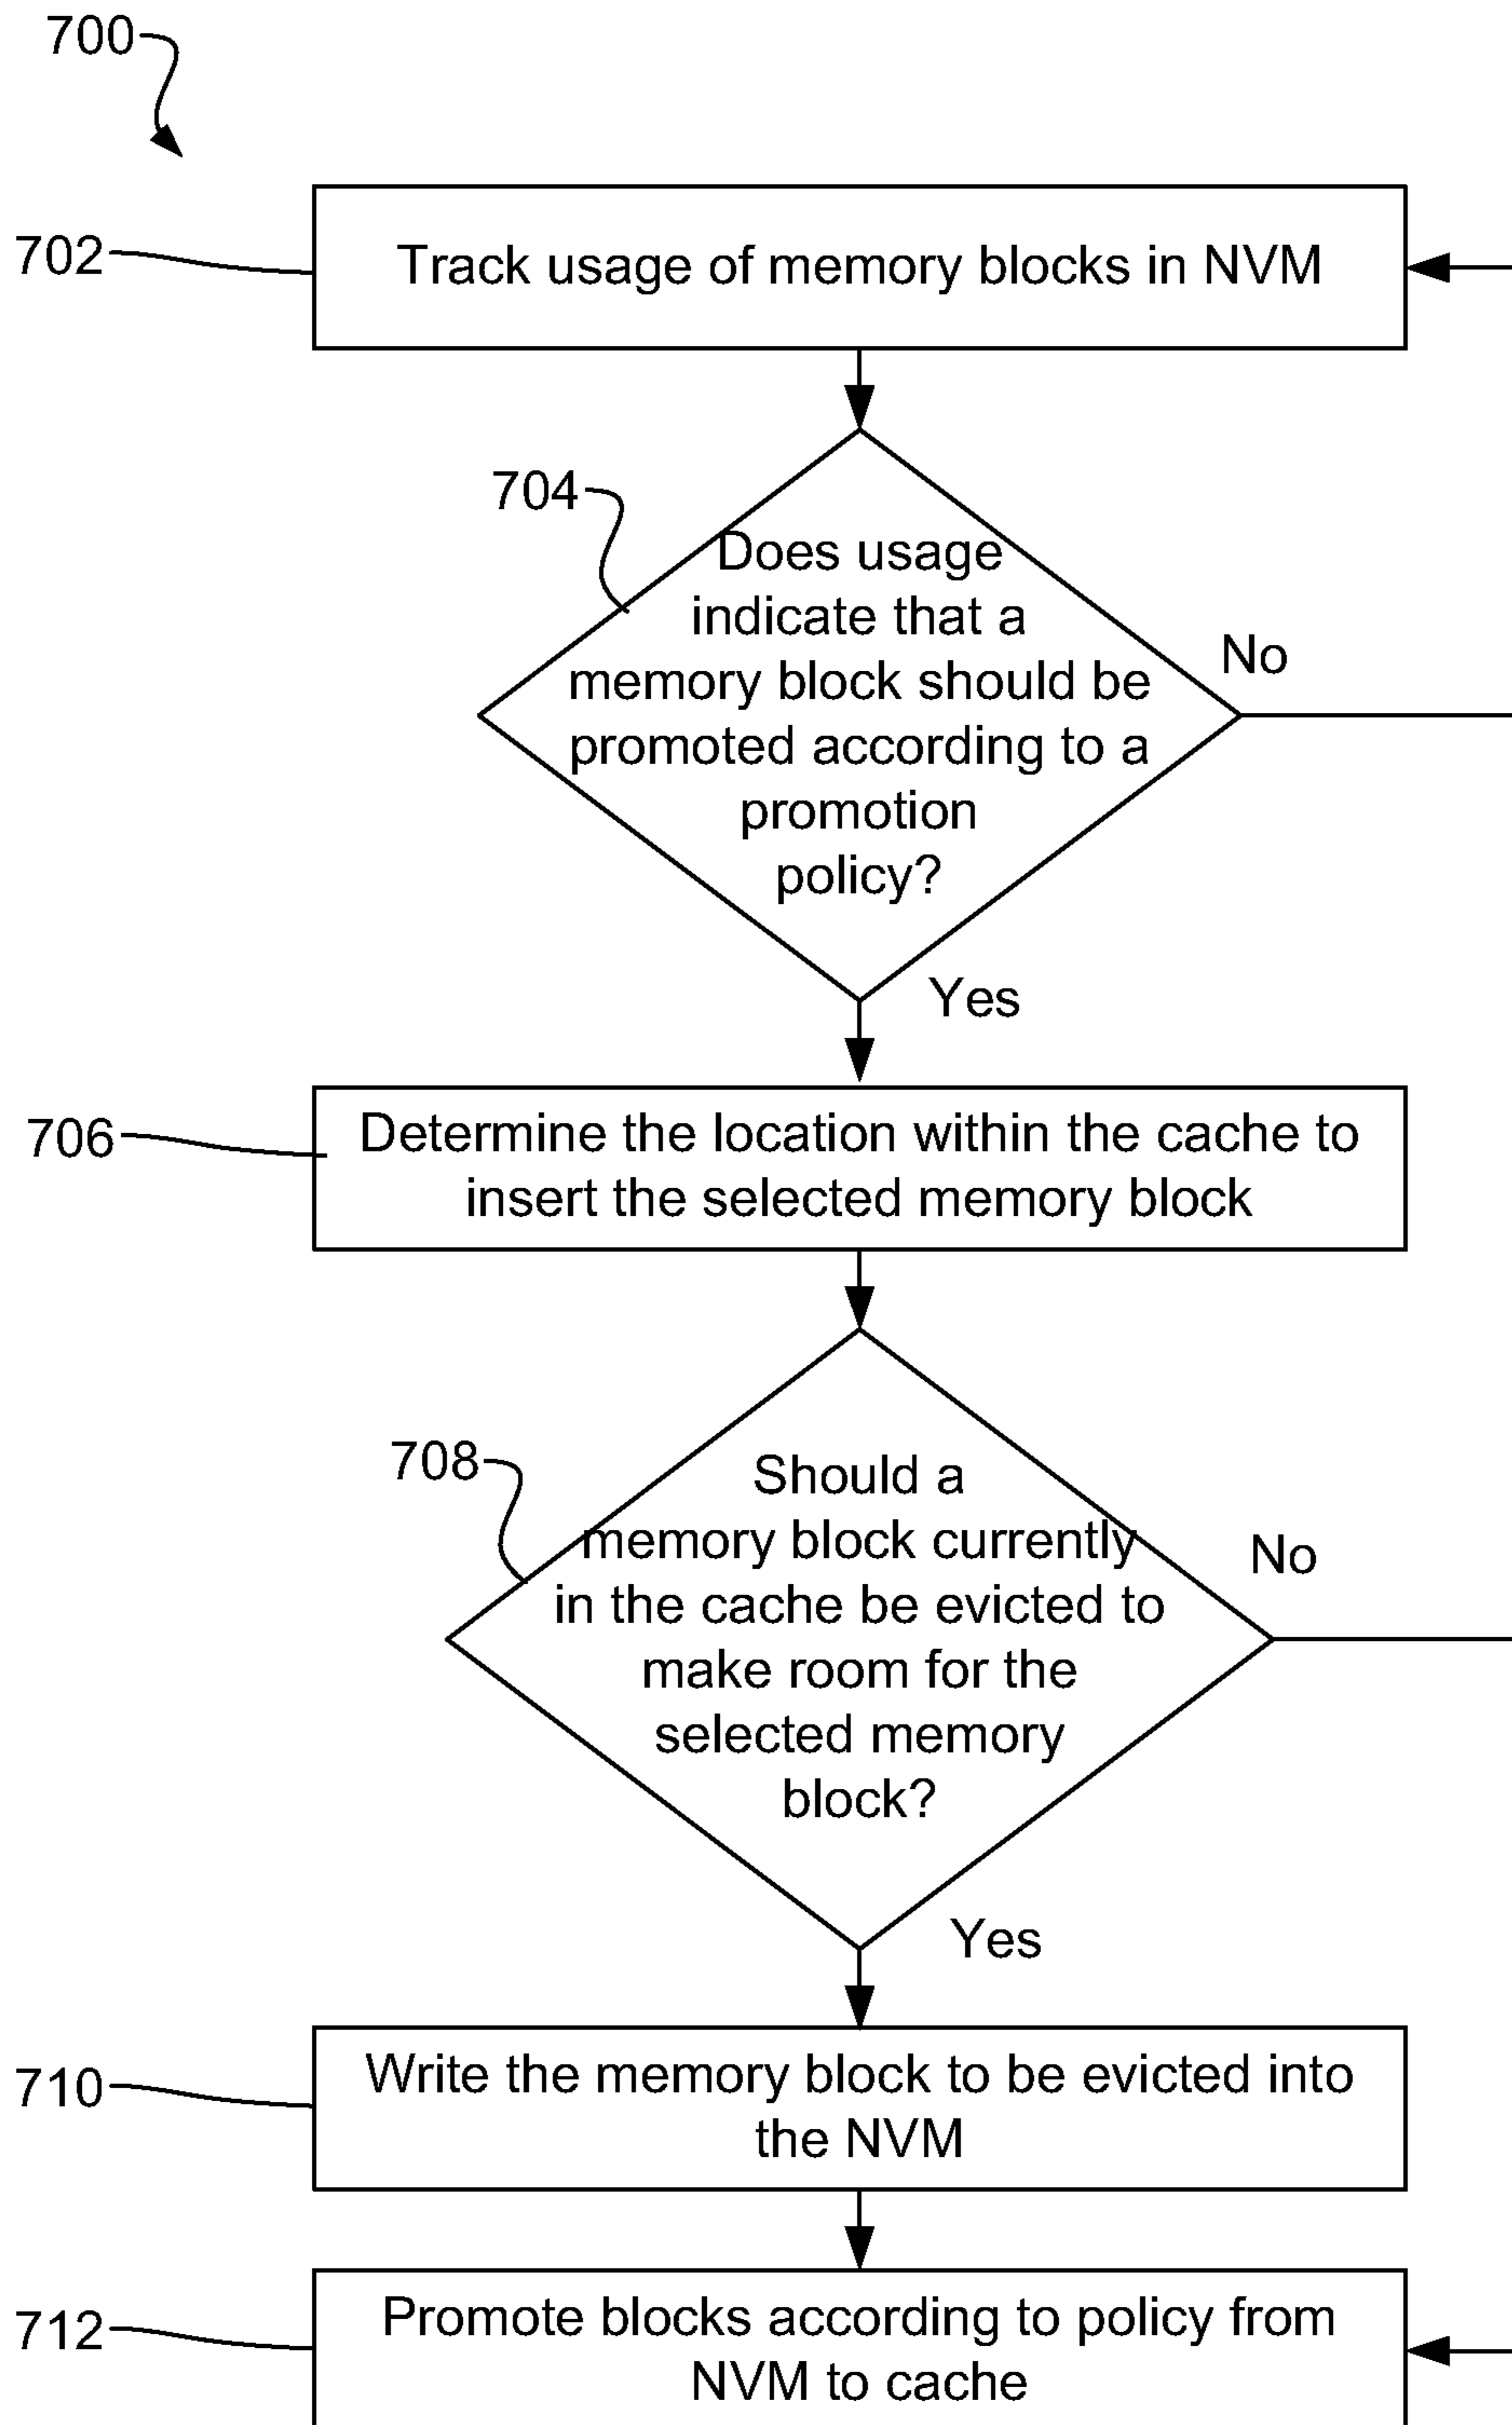 700
702
Track usage of memory blocks in NVM
704
Does usage
indicate that a
memory block should be
promoted according to a
promotion
policy?
No
Yes
706
Determine the location within the cache to
insert the selected memory block
708
Should a
memory block currently
in the cache be evicted to
make room for the
selected memory
block?
No
Yes
710
Write the memory block to be evicted into
the NVM
712
Promote blocks according to policy from
NVM to cache